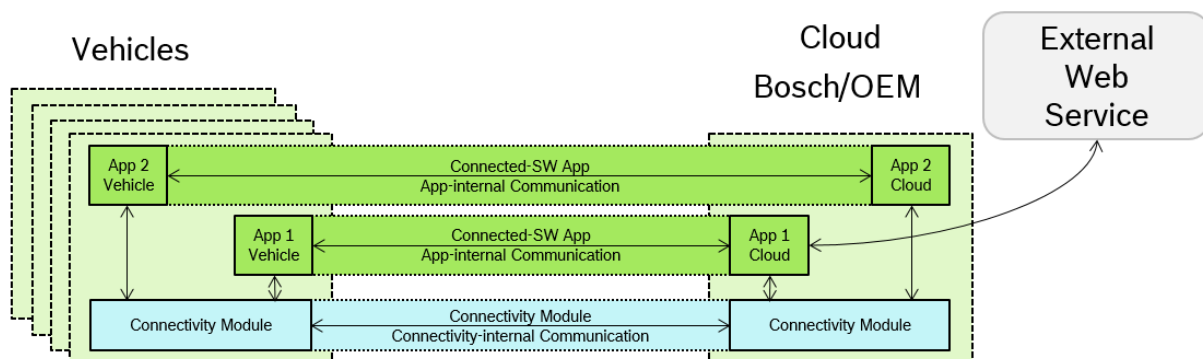 Vehicles
Cloud
Bosch/OEM
External
Web
Service
App 2
Vehicle
Connected-SW App
App-internal Communication
App 2
Cloud
App 1
Vehicle
Connected-SW App
App-internal Communication
App 1
Cloud
Connectivity Module
Connectivity Module
Connectivity-internal Communication
Connectivity Module